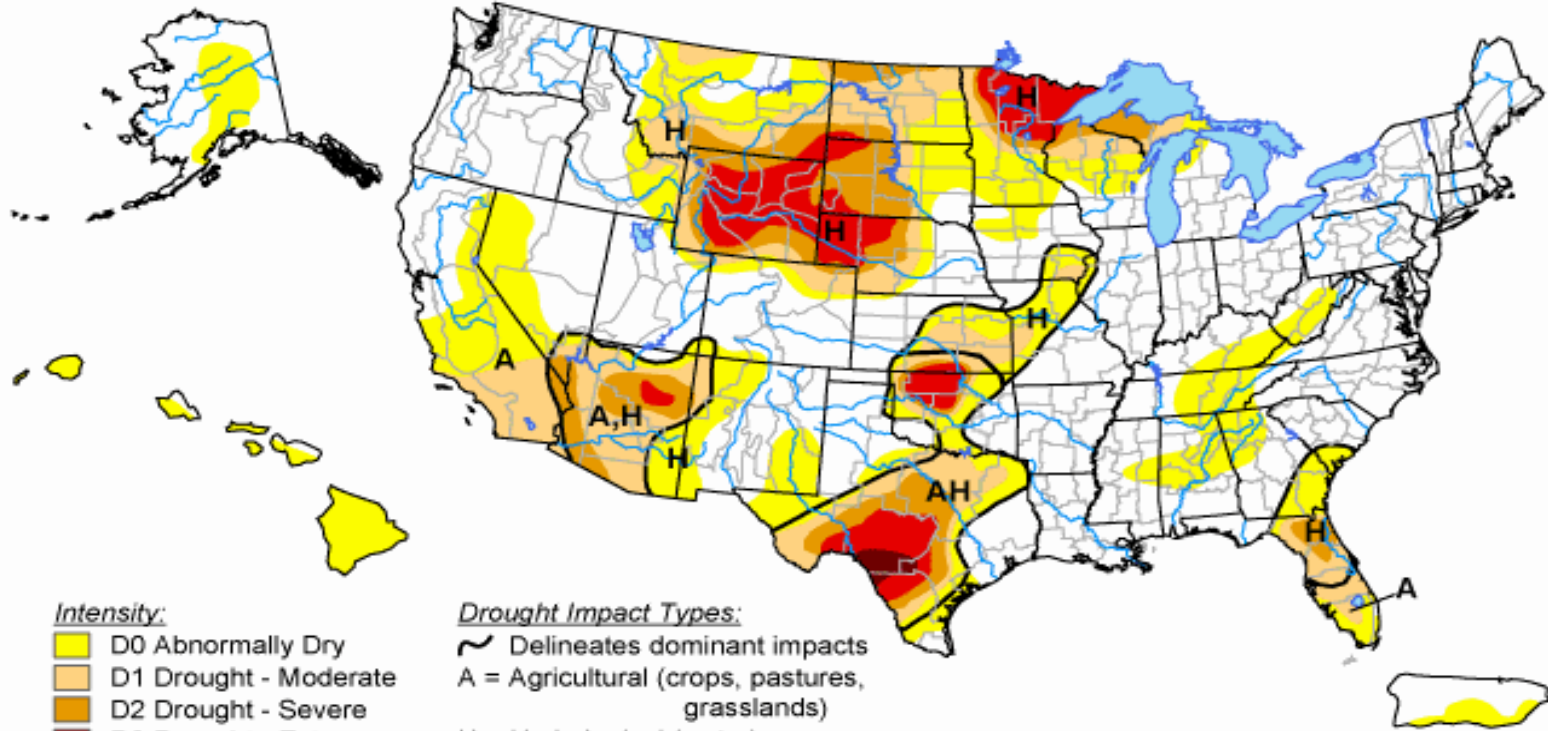 H
H
H
A
H
A,H
H
AH
H
A
Intensity:
D0 Abnormally Dry
D1 Drought - Moderate
D2 Drought - Severe
Drought Impact Types:
Delineates dominant impacts
A = Agricultural (crops, pastures,
grasslands)